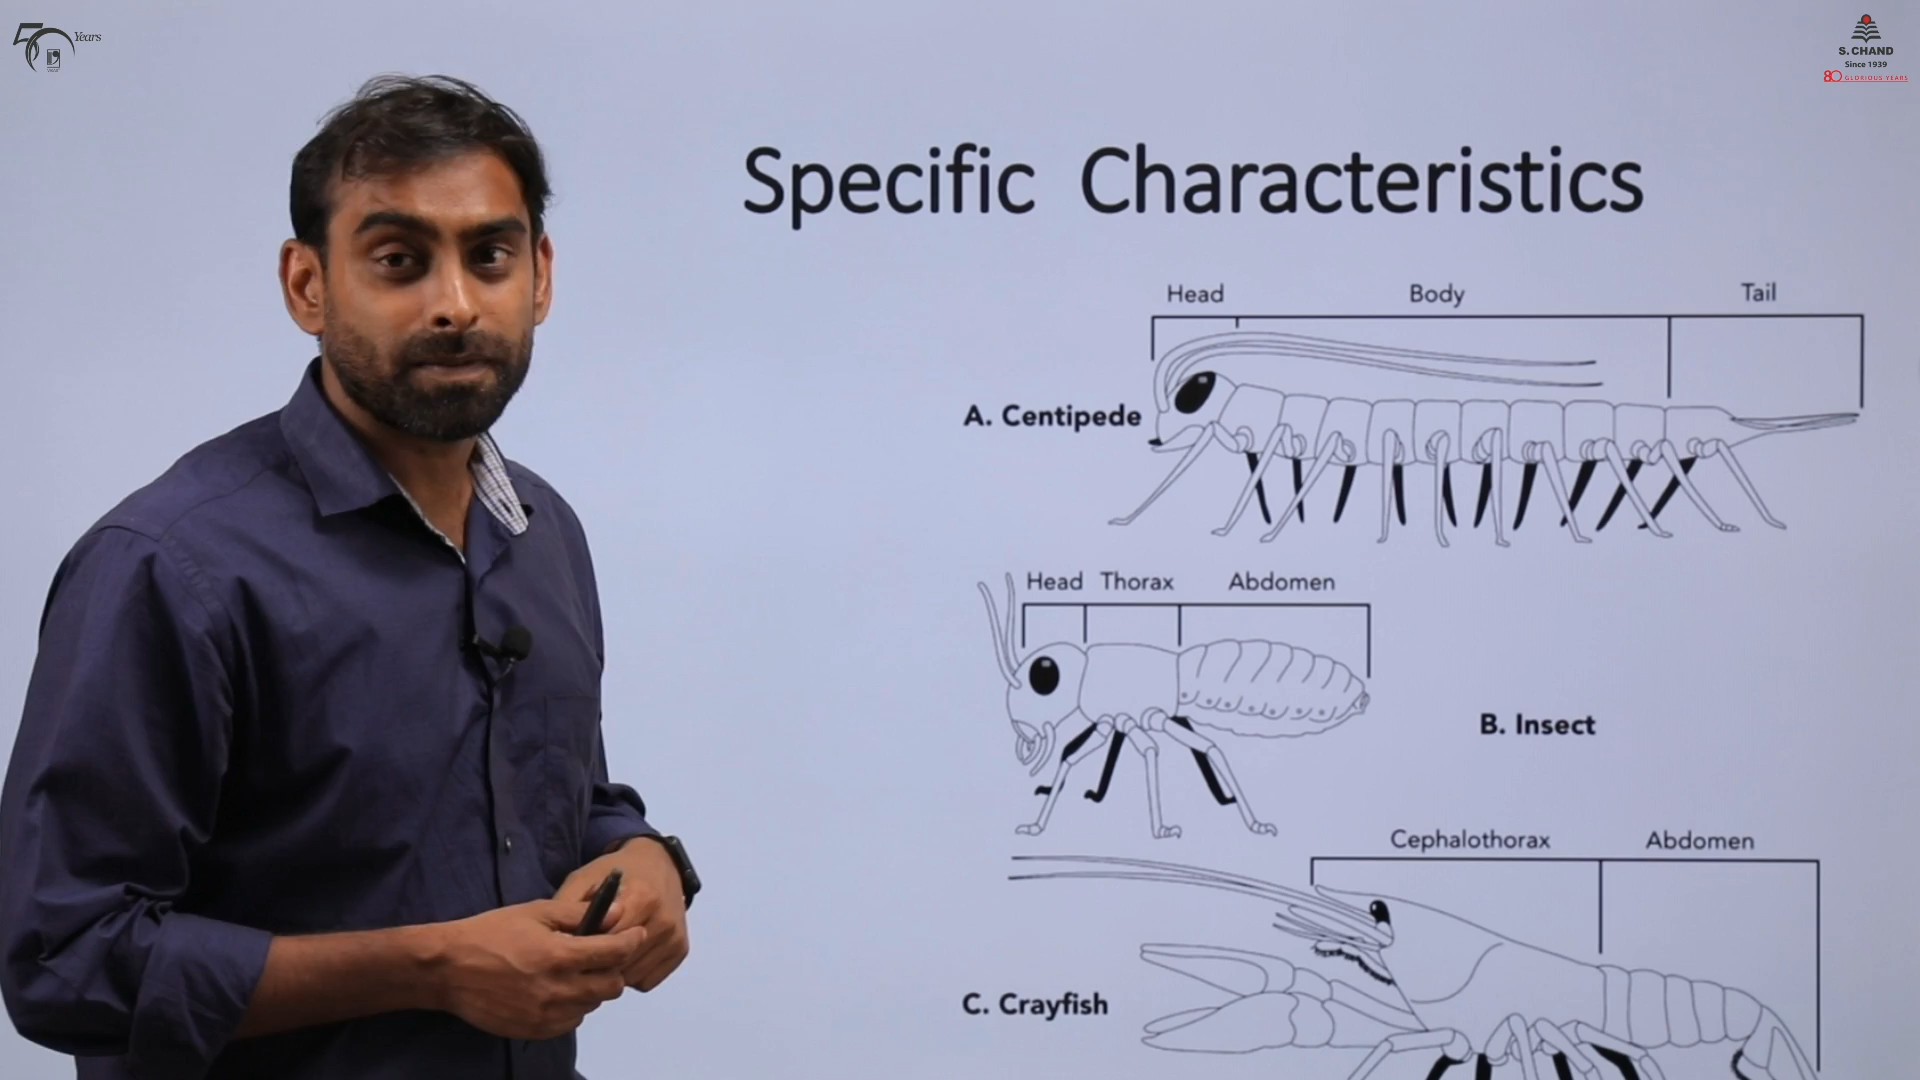 50 Years
S. CHAND
Since 1939
80 GLORIOUS YEARS
Specific Characteristics
Head Body Tail
A. Centipede
Head Thorax Abdomen
B. Insect
Cephalothorax Abdomen
C. Crayfish